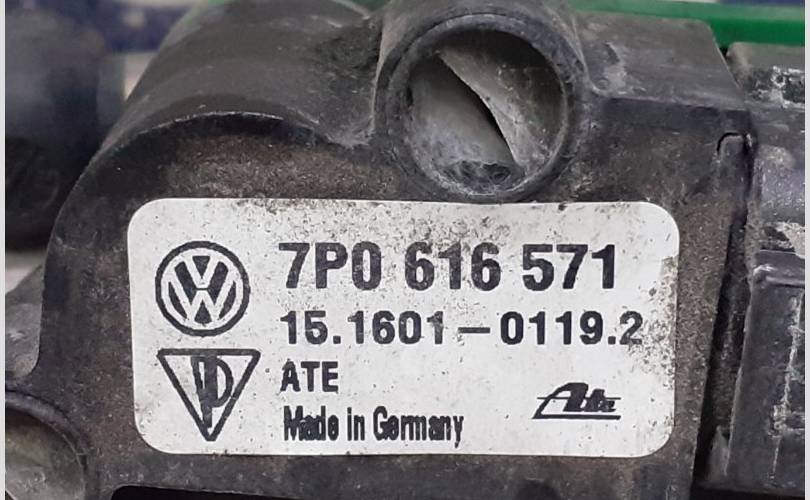 7P0 616 571
15.1601-0119.2
ATE
Ate
Made in Germany